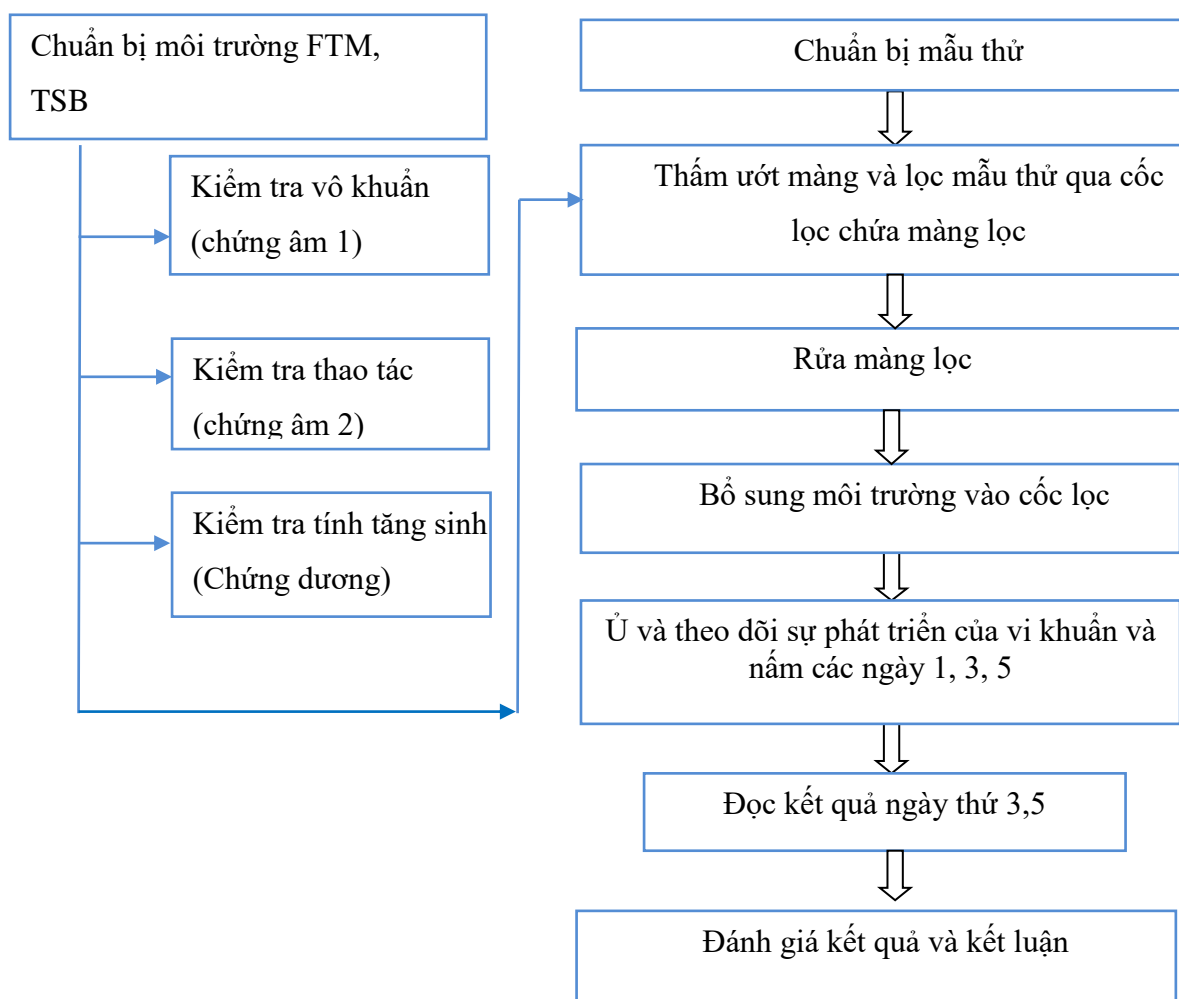 Chuẩn bị môi trường FTM,
TSB
Kiểm tra vô khuẩn
(chứng âm 1)
Kiểm tra thao tác
(chứng âm 2)
Kiểm tra tính tăng sinh
(Chứng dương)
Chuẩn bị mẫu thử
Thấm ướt màng và lọc mẫu thử qua cốc
lọc chứa màng lọc
Rửa màng lọc
Bổ sung môi trường vào cốc lọc
Ủ và theo dõi sự phát triển của vi khuẩn và
nấm các ngày 1, 3, 5
Đọc kết quả ngày thứ 3,5
Đánh giá kết quả và kết luận